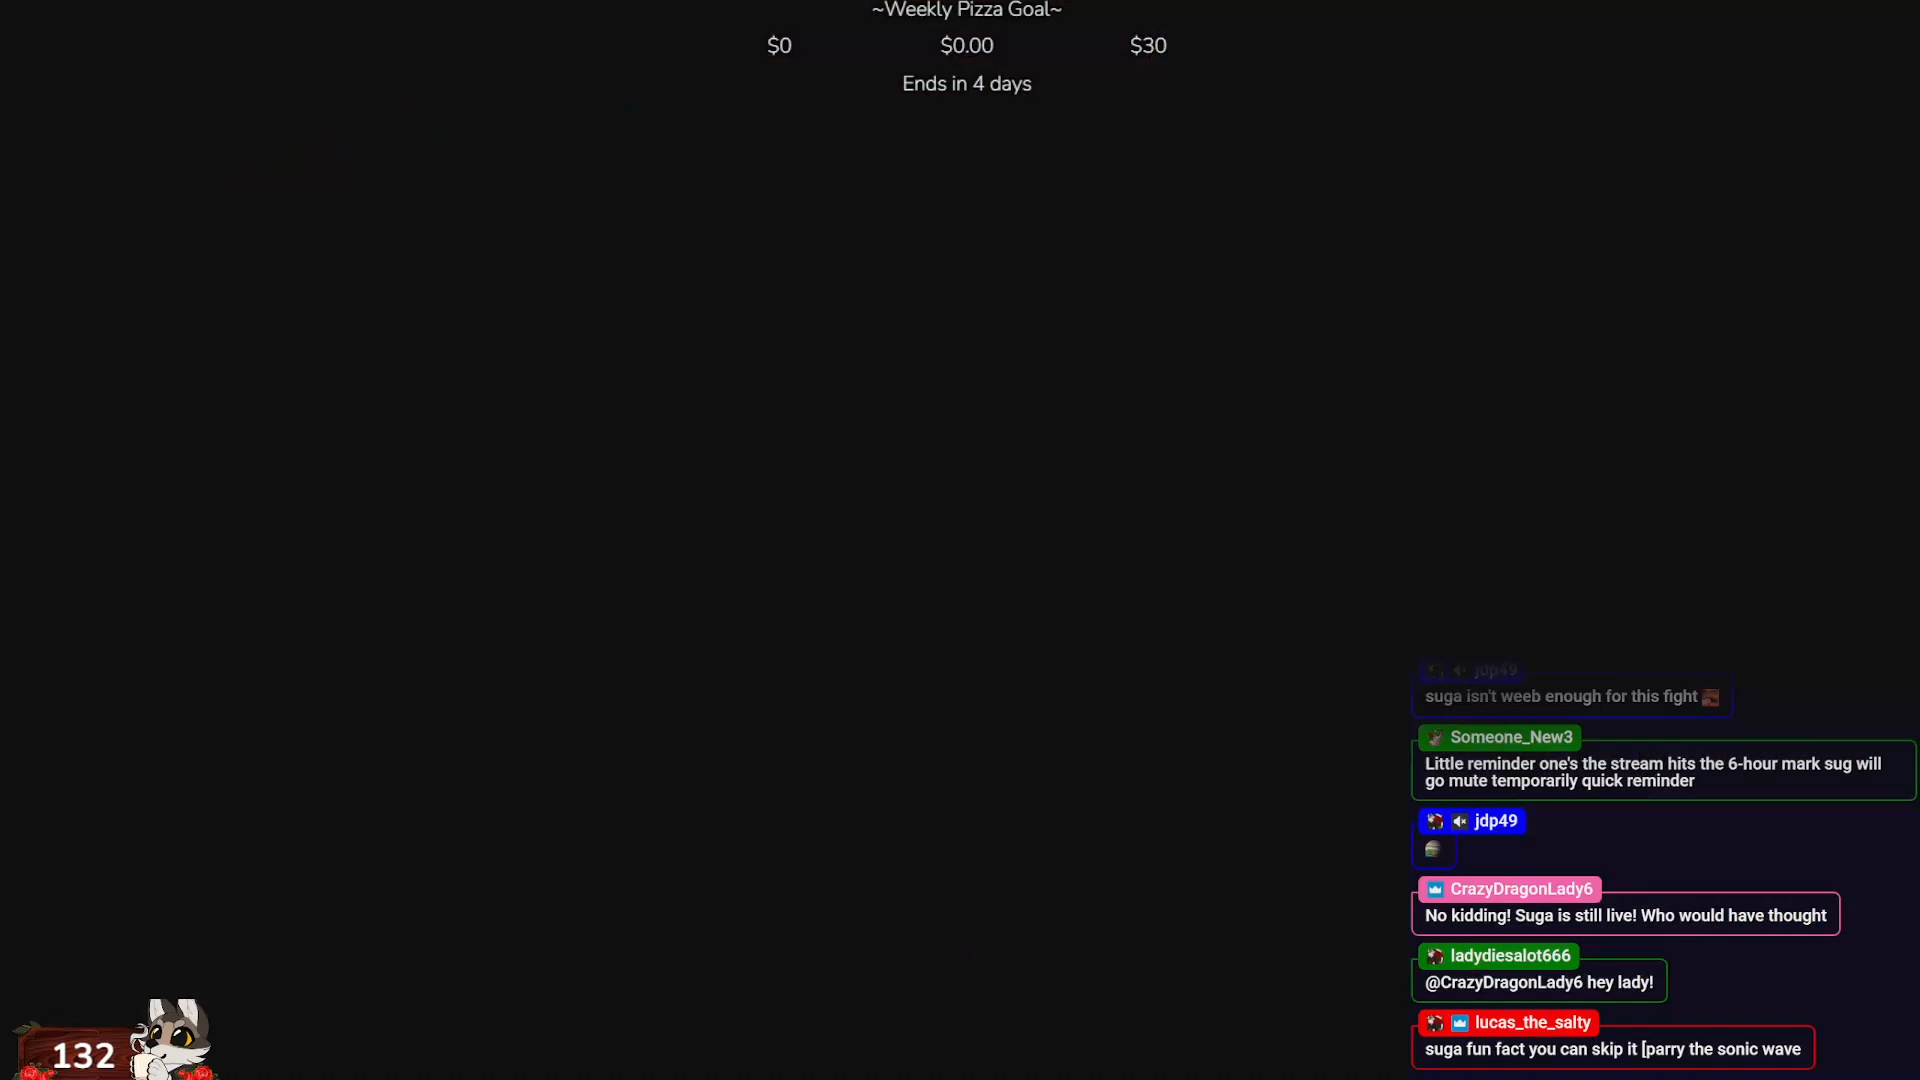 ~Weekly Pizza Goal~
$0 $0.00 $30
Ends in 4 days
jdp49
suga isn't weeb enough for this fight
Someone_New3
Little reminder one's the stream hits the 6-hour mark sug will
go mute temporarily quick reminder
jdp49
CrazyDragonLady6
No kidding! Suga is still live! Who would have thought
ladydiesalot666
@CrazyDragonLady6 hey lady!
lucas_the_salty
suga fun fact you can skip it [parry the sonic wave
132